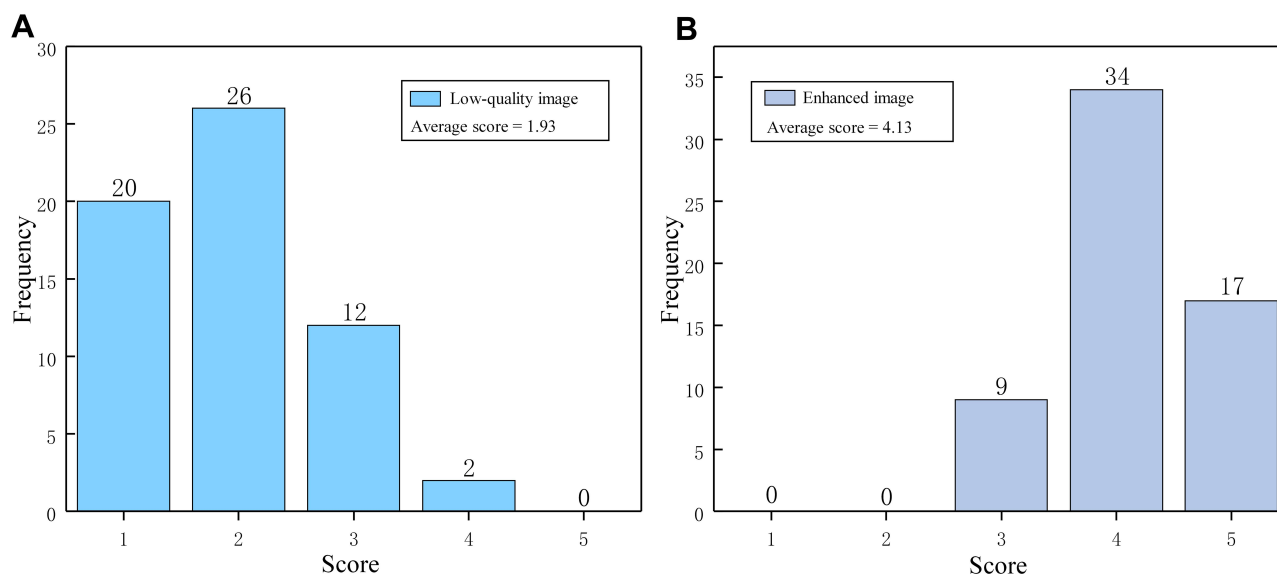 A
30
25
20
15
10
5
0
Frequency
20
26
12
2
0
Low-quality image
Average score = 1.93
1 2 3 4 5
Score
B
35
30
25
20
15
10
5
0
Frequency
0
0
9
34
17
Enhanced image
Average score = 4.13
1 2 3 4 5
Score